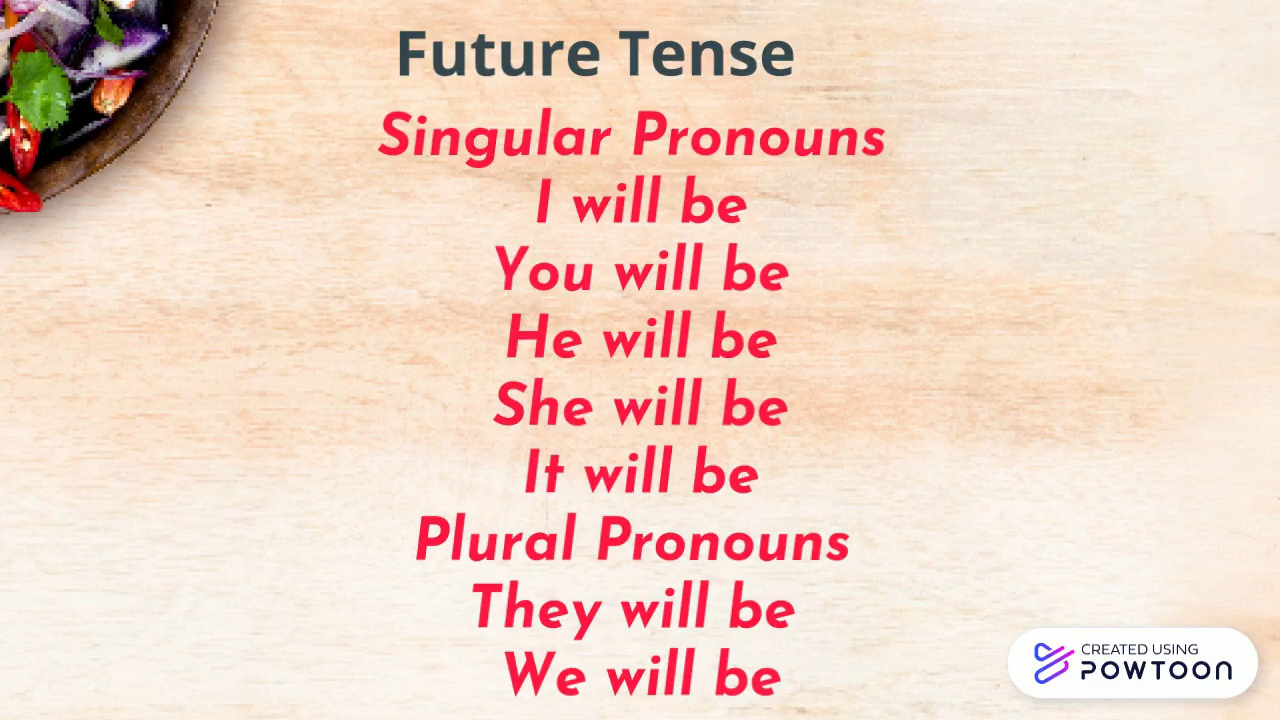 Future Tense
Singular Pronouns
I will be
You will be
He will be
She will be
It will be
Plural Pronouns
They will be
We will be
CREATED USING
POWTOON